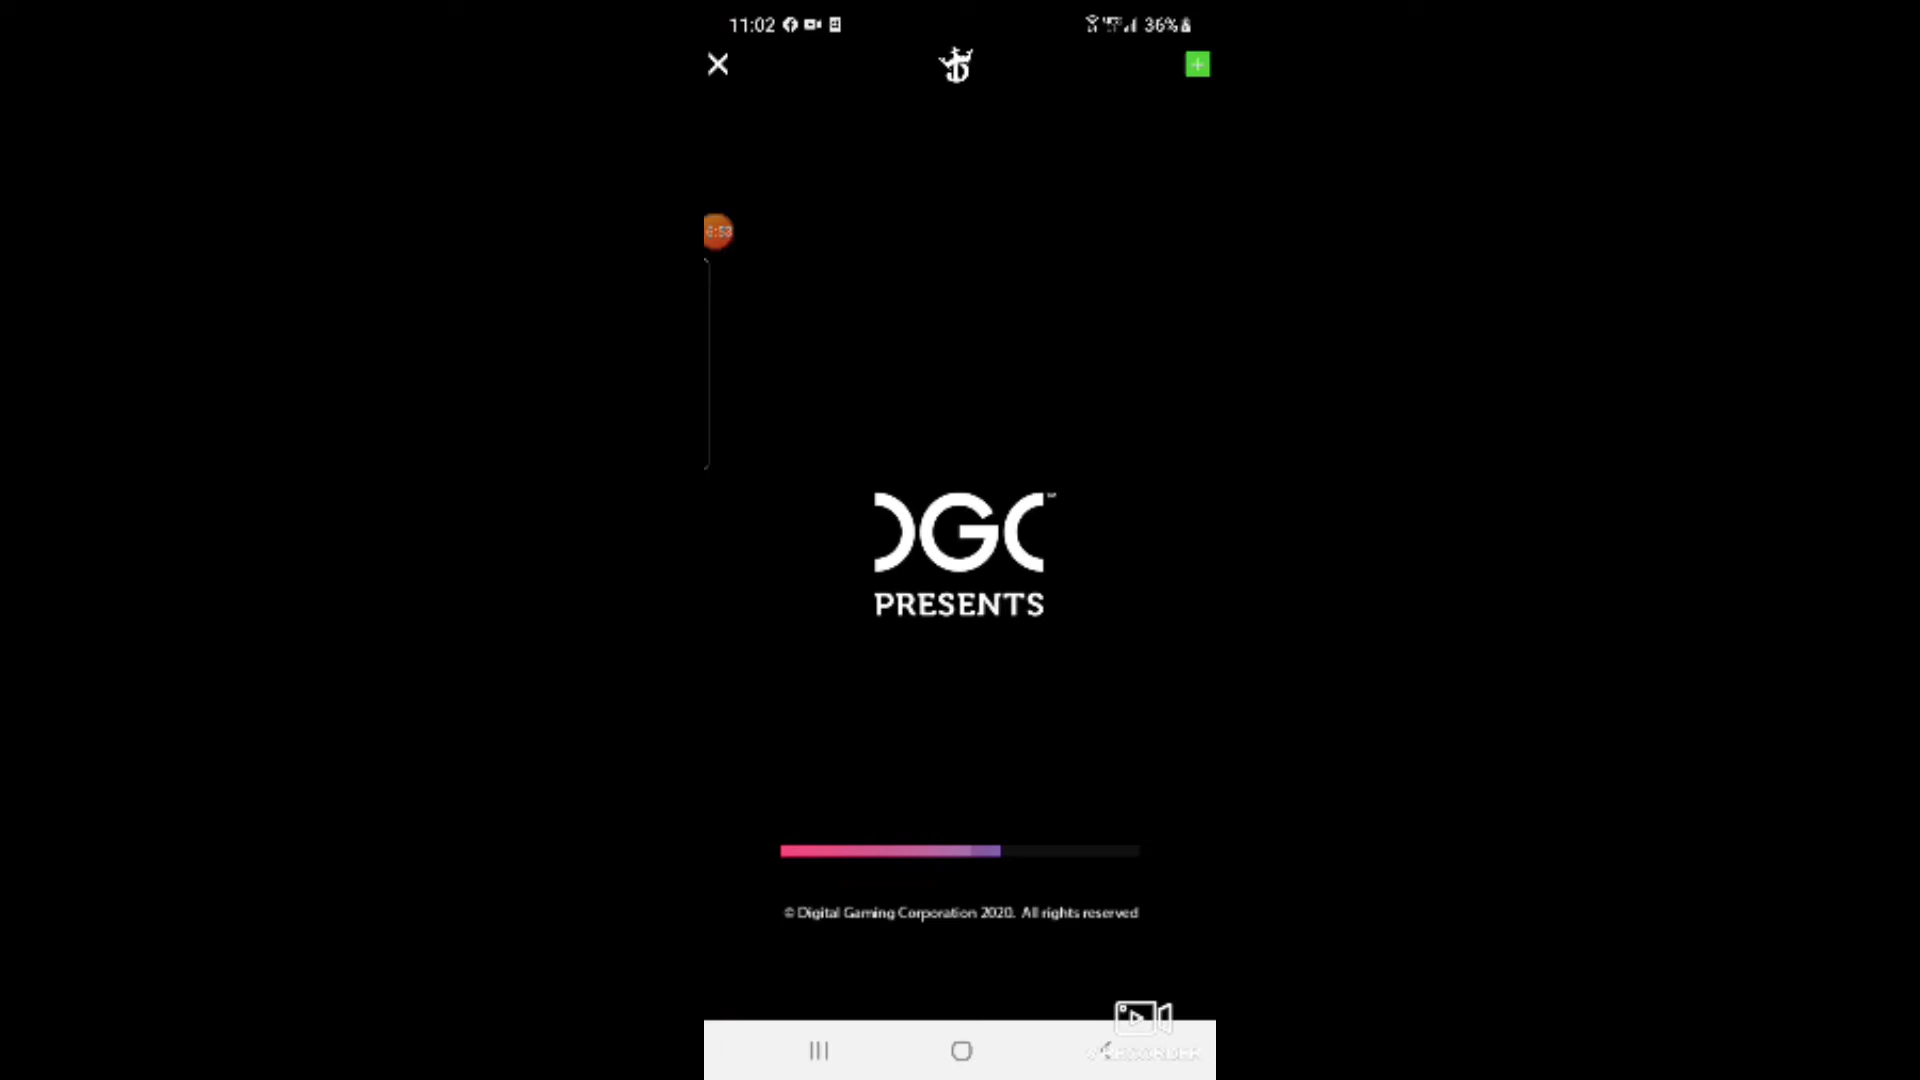 11:02
36%
DGC
PRESENTS
© Digital Gaming Corporation 2020. All rights reserved